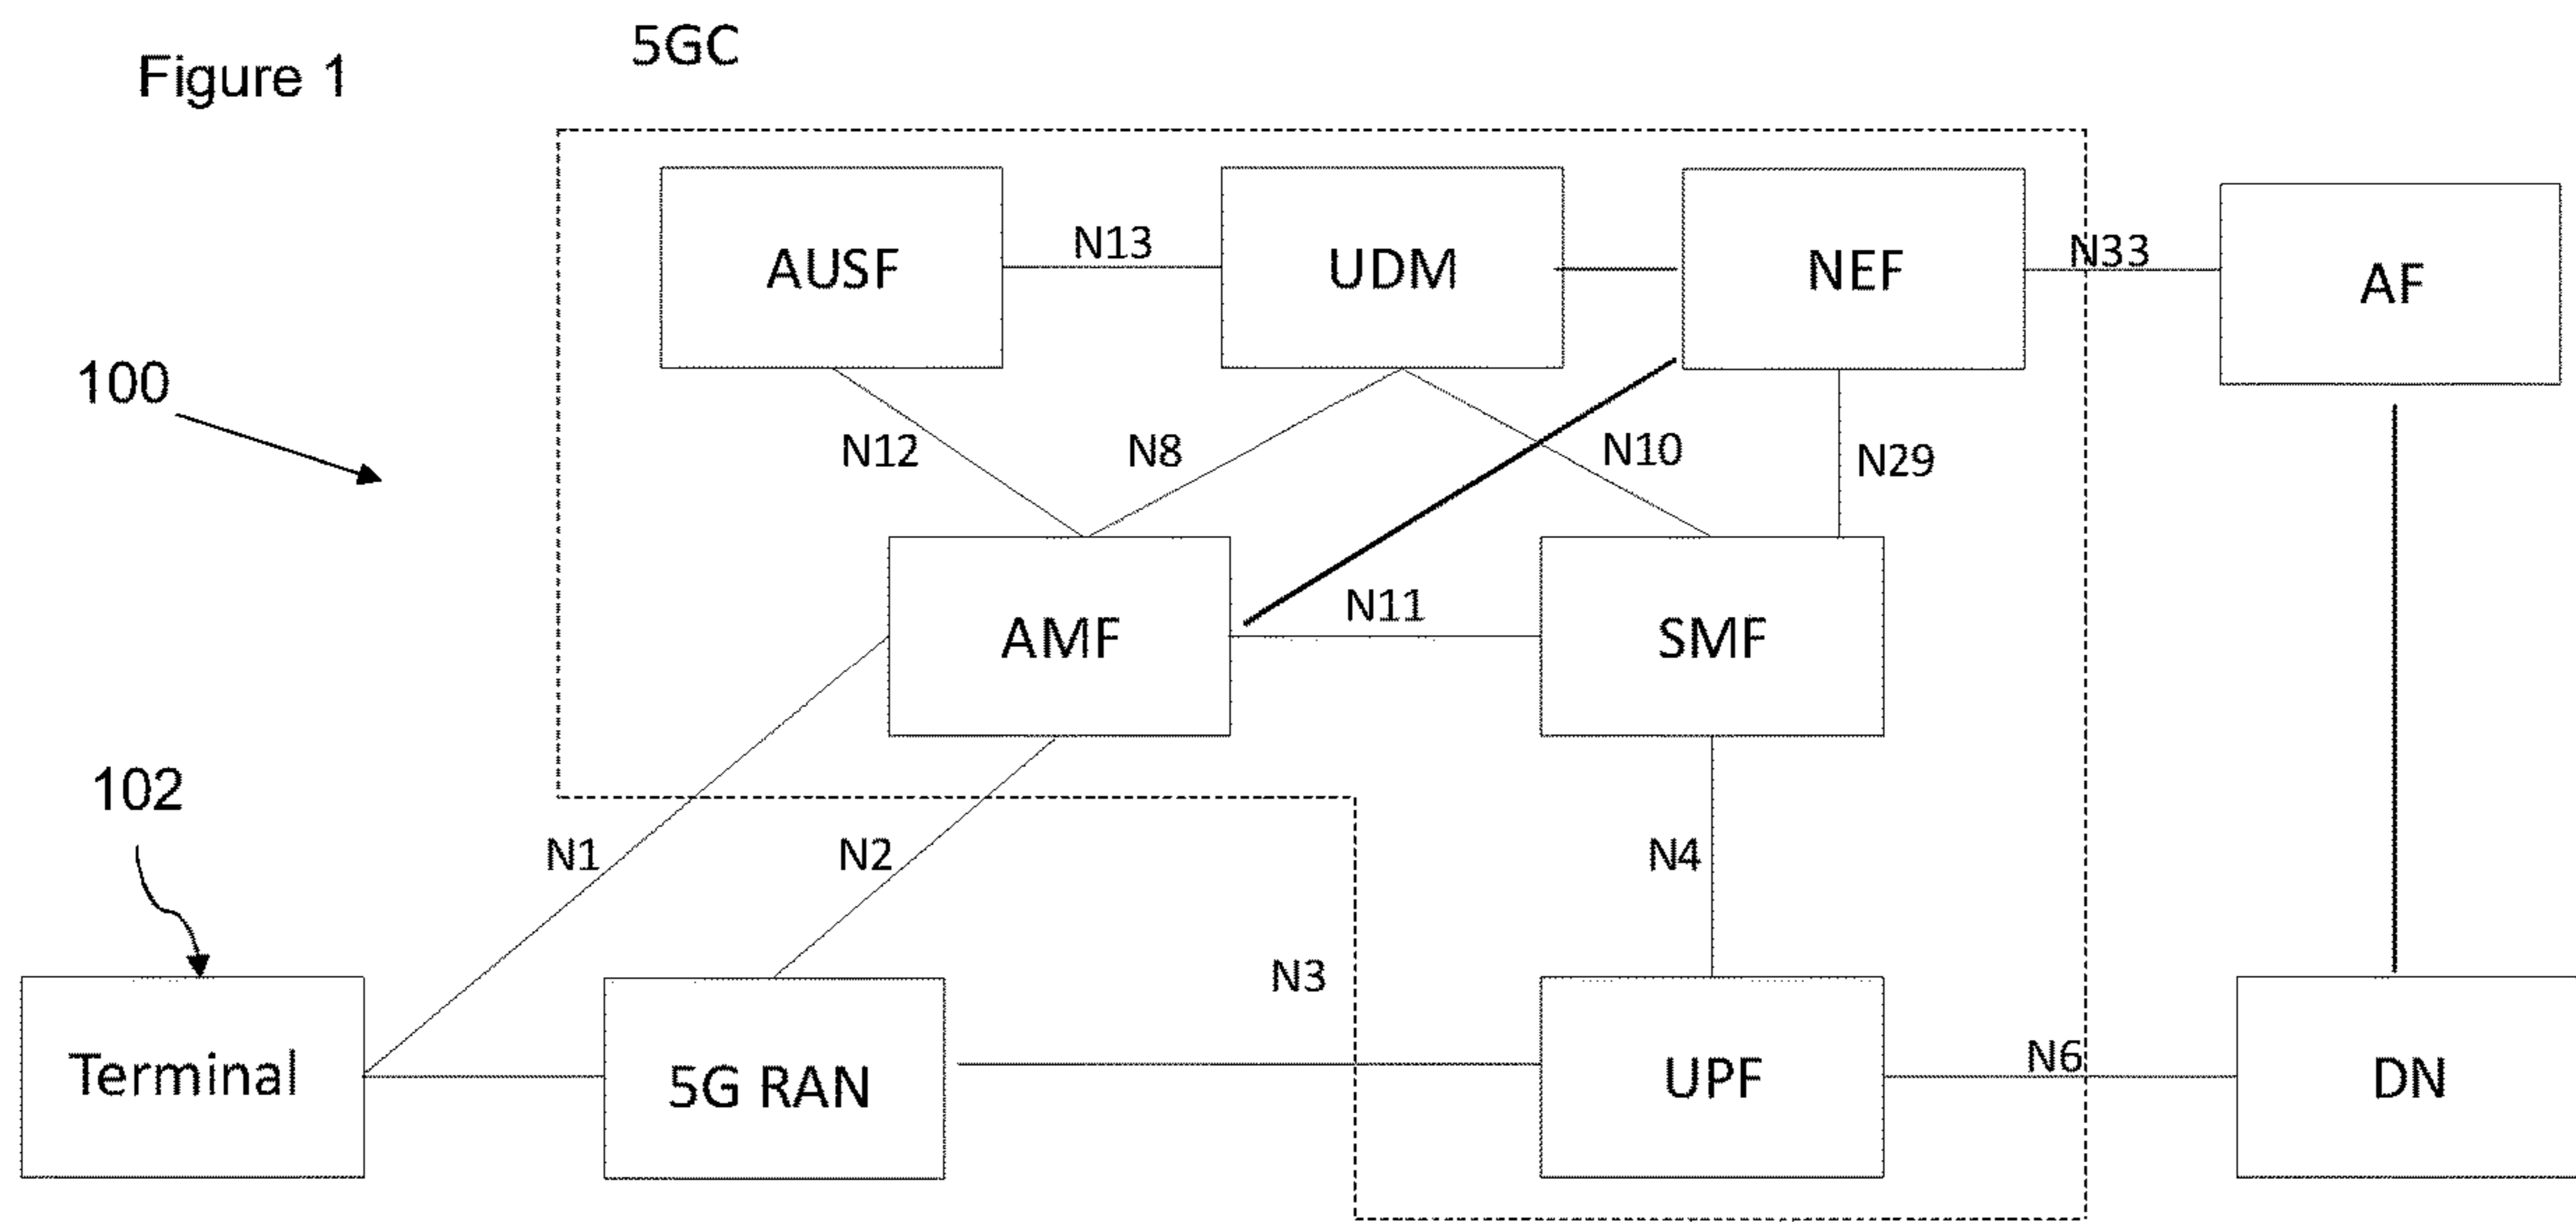 5GC
Figure 1
AUSF
N13
UDM
NEF
N33
AF
100
N12
N8
N10
N29
AMF
N11
SMF
102
N1
N2
N4
N3
Terminal
5G RAN
UPF
N6
DN